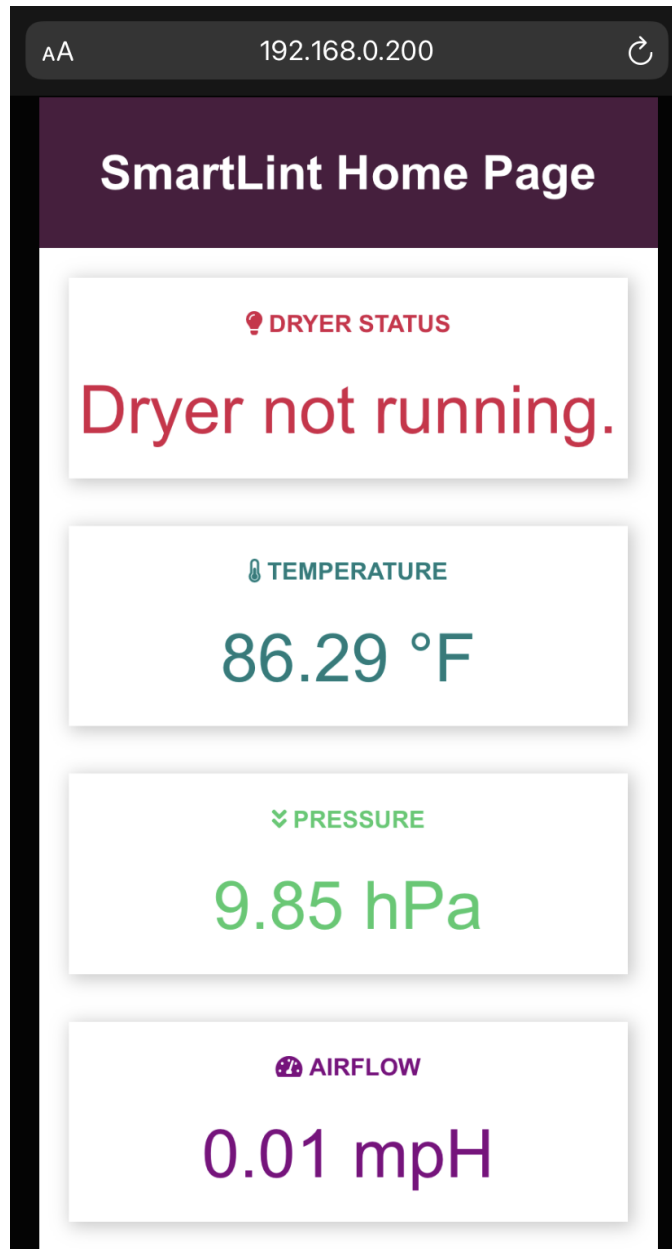 AA 192.168.0.200
SmartLint Home Page
DRYER STATUS
Dryer not running.
TEMPERATURE
86.29 °F
PRESSURE
9.85 hPa
AIRFLOW
0.01 mpH